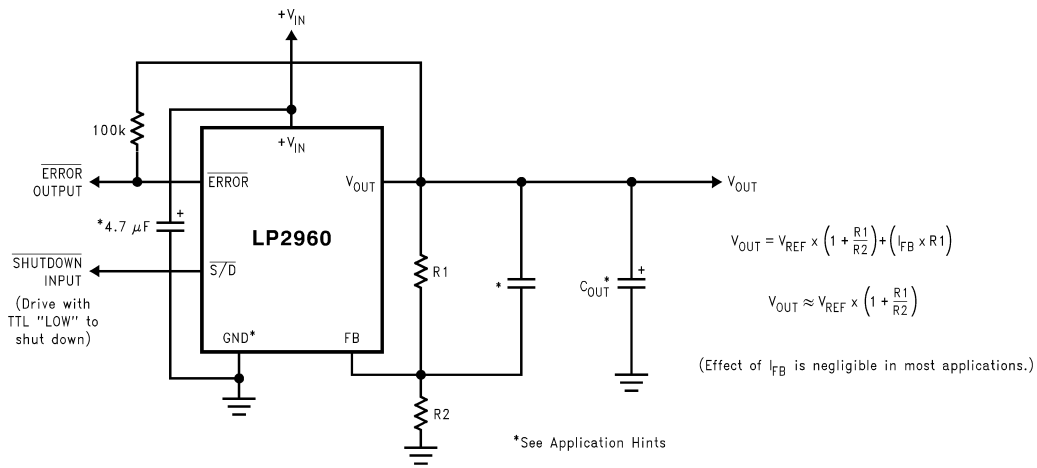 +VIN
100k
+VIN
ERROR
OUTPUT
ERROR
VOUT
VOUT
*4.7 µF
+
LP2960
SHUTDOWN
INPUT
S/D
(Drive with
TTL "LOW" to
shut down)
GND*
FB
R1
*
COUT*
+
R2
VOUT = VREF x (1 + R1/R2) + (IFB x R1)
VOUT ≈ VREF x (1 + R1/R2)
(Effect of IFB is negligible in most applications.)
*See Application Hints